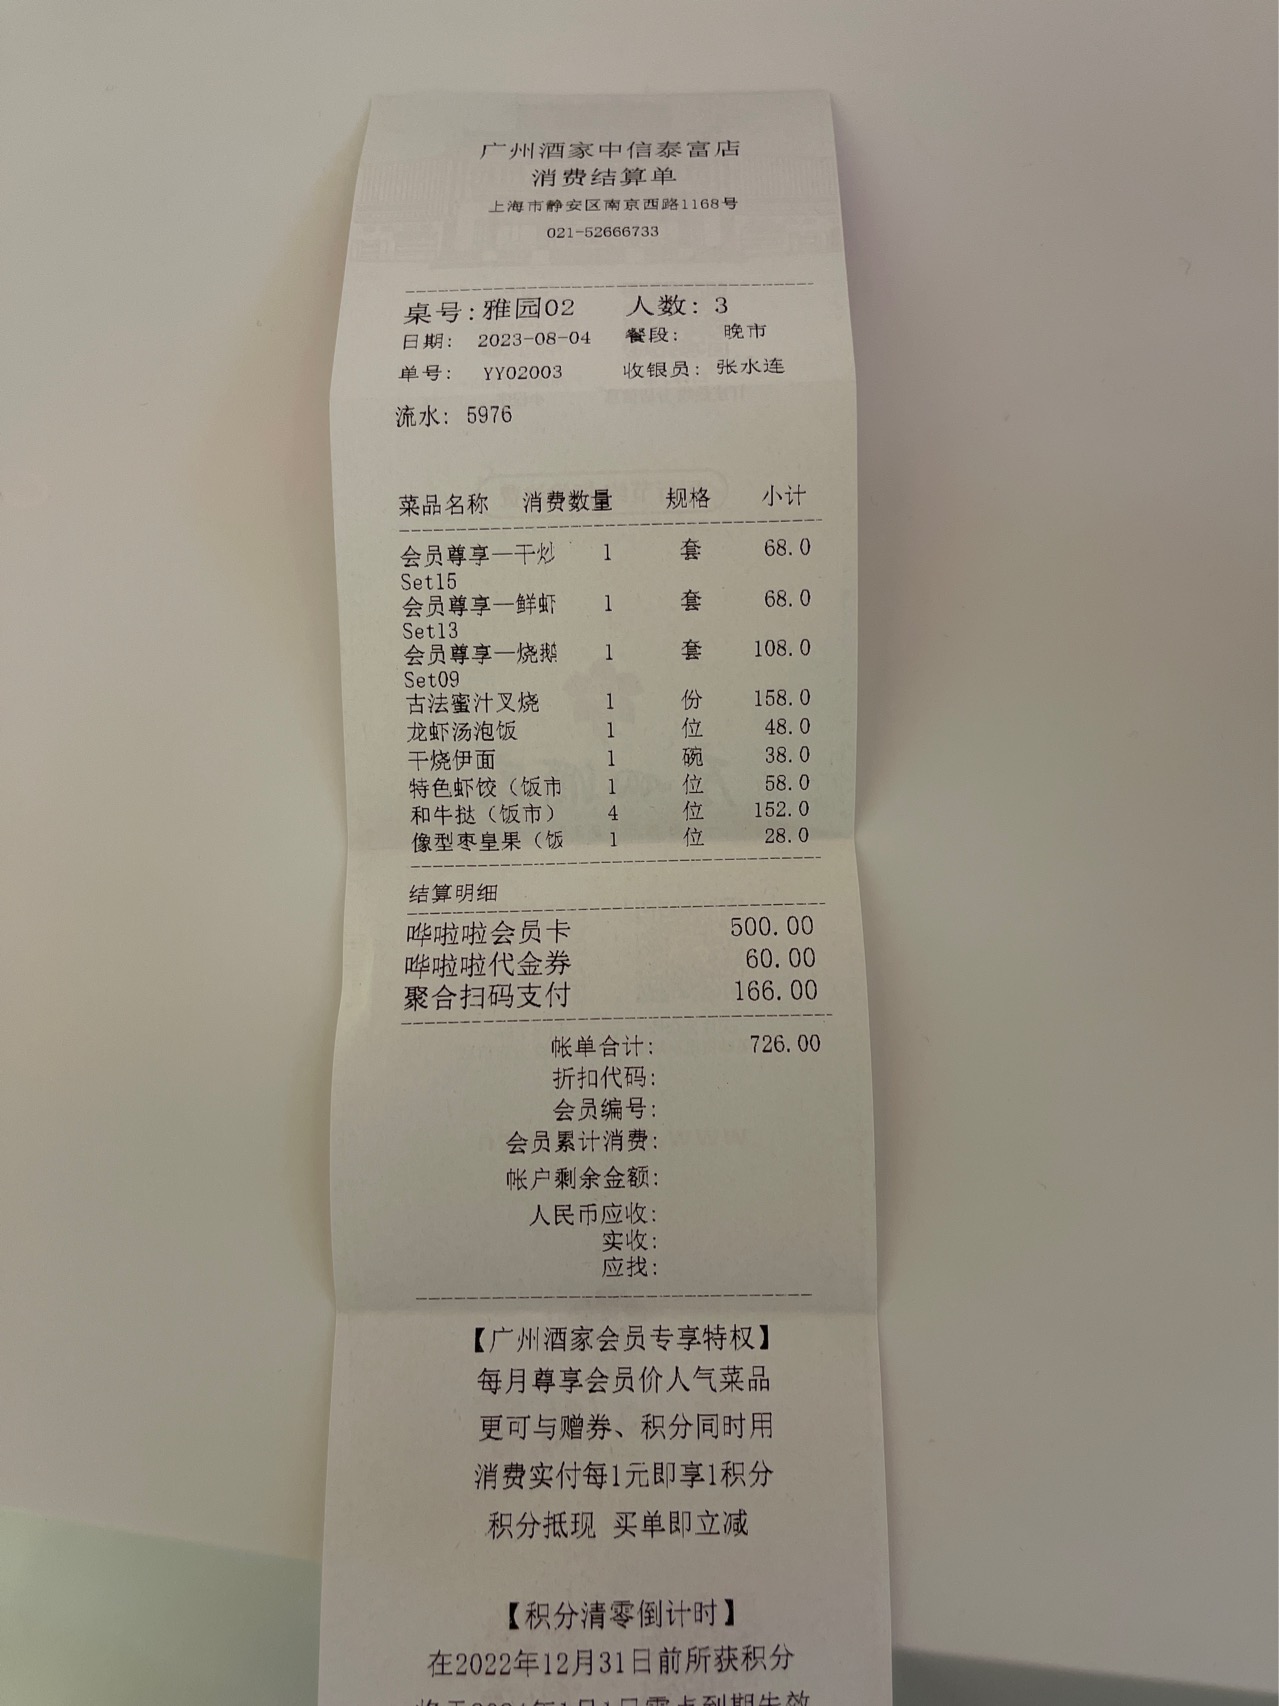 广州酒家中信泰富店
消费结算单
上海市静安区南京西路1168号
021-52666733
桌号：雅园02 人数：3
日期： 2023-08-04 餐段： 晚市
单号： YY02003 收银员：张水连
流水：5976
菜品名称 消费数量 规格 小计
会员尊享—干炒 1 套 68.0
Set15
会员尊享—鲜虾 1 套 68.0
Set13
会员尊享—烧鹅 1 套 108.0
Set09
古法蜜汁叉烧 1 份 158.0
龙虾汤泡饭 1 位 48.0
干烧伊面 1 碗 38.0
特色虾饺（饭市 1 位 58.0
和牛挞（饭市） 4 位 152.0
像型枣皇果（饭 1 位 28.0
结算明细
哗啦啦会员卡 500.00
哗啦啦代金券 60.00
聚合扫码支付 166.00
帐单合计： 726.00
折扣代码：
会员编号：
会员累计消费：
帐户剩余金额：
人民币应收：
实收：
应找：
【广州酒家会员专享特权】
每月尊享会员价人气菜品
更可与赠券、积分同时用
消费实付每1元即享1积分
积分抵现 买单即立减
【积分清零倒计时】
在2022年12月31日前所获积分